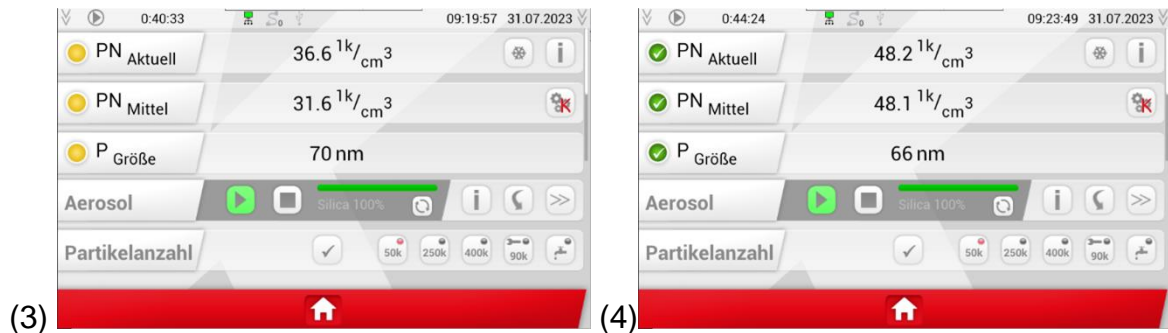 0:40:33 S0 09:19:57 31.07.2023
PN Aktuell 36.6 1k/cm3 i
PN Mittel 31.6 1k/cm3 K
P Größe 70 nm
Aerosol Silica 100% i
Partikelanzahl 50k 250k 400k 90k
(3)
0:44:24 S0 09:23:49 31.07.2023
PN Aktuell 48.2 1k/cm3 i
PN Mittel 48.1 1k/cm3 K
P Größe 66 nm
Aerosol Silica 100% i
Partikelanzahl 50k 250k 400k 90k
(4)